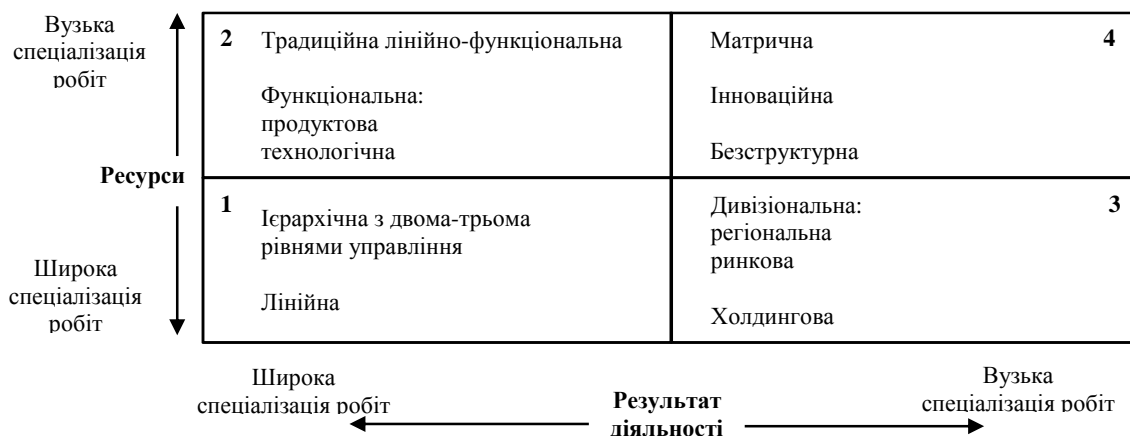 Вузька
спеціалізація
робіт
Ресурси
Широка
спеціалізація
робіт
2 Традиційна лінійно-функціональна
Функціональна:
продуктова
технологічна
Матрична 4
Інноваційна
Безструктурна
1 Ієрархічна з двома-трьома
рівнями управління
Лінійна
Дивізіональна: 3
регіональна
ринкова
Холдингова
Широка
спеціалізація робіт
Результат
діяльності
Вузька
спеціалізація робіт